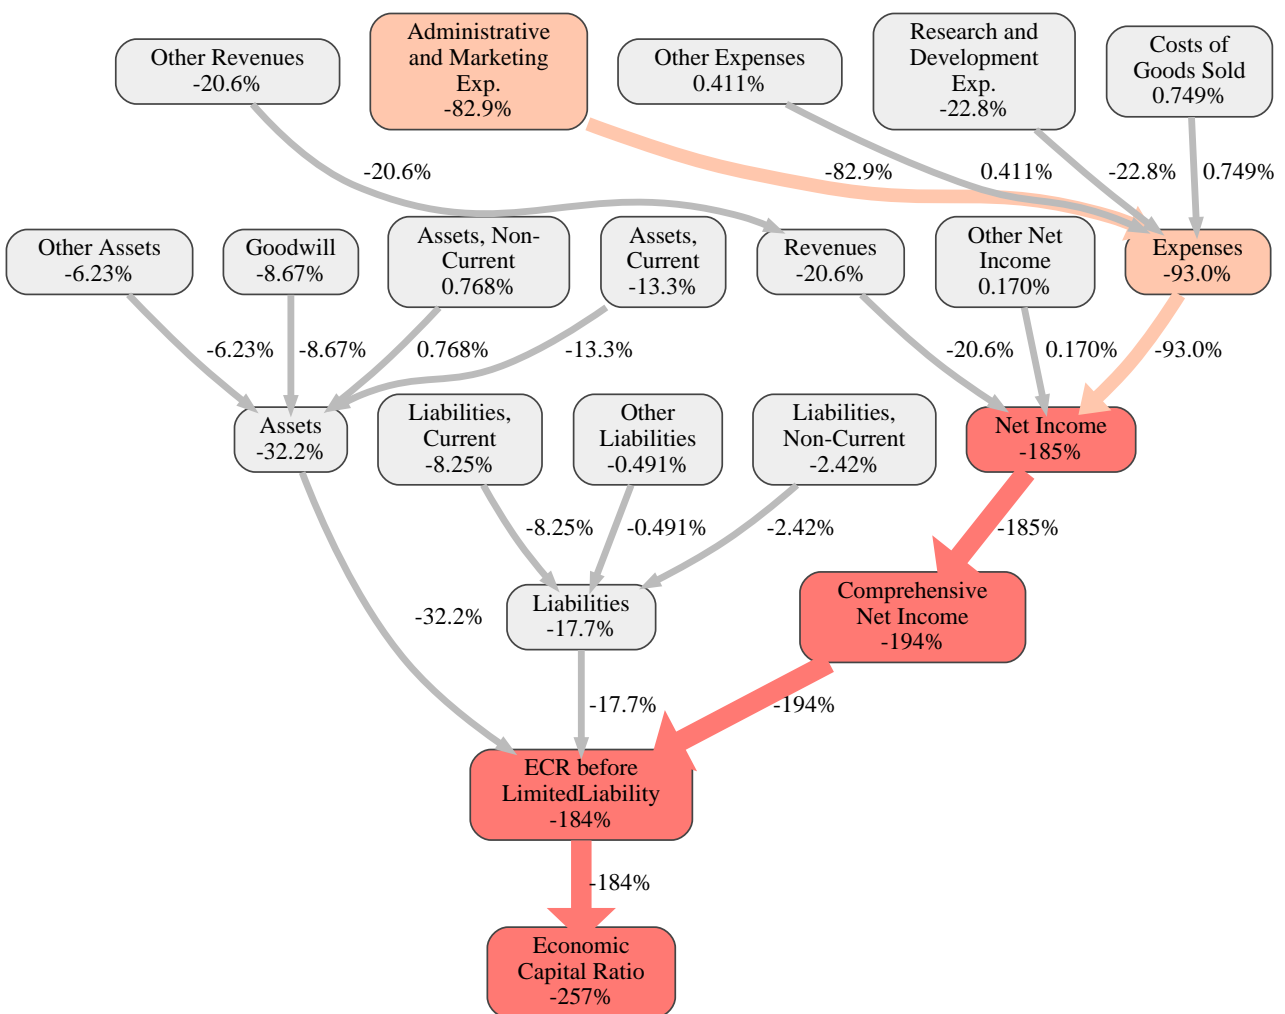 Other Revenues
-20.6%
Administrative
and Marketing
Exp.
-82.9%
Other Expenses
0.411%
Research and
Development
Exp.
-22.8%
Costs of
Goods Sold
0.749%
-20.6%
-82.9%
0.411%
-22.8%
0.749%
Other Assets
-6.23%
Goodwill
-8.67%
Assets, Non-
Current
0.768%
Assets,
Current
-13.3%
Revenues
-20.6%
Other Net
Income
0.170%
Expenses
-93.0%
-6.23%
-8.67%
0.768%
-13.3%
-20.6%
0.170%
-93.0%
Assets
-32.2%
Liabilities,
Current
-8.25%
Other
Liabilities
-0.491%
Liabilities,
Non-Current
-2.42%
Net Income
-185%
-8.25%
-0.491%
-2.42%
-185%
-32.2%
Liabilities
-17.7%
Comprehensive
Net Income
-194%
-17.7%
-194%
ECR before
LimitedLiability
-184%
-184%
Economic
Capital Ratio
-257%